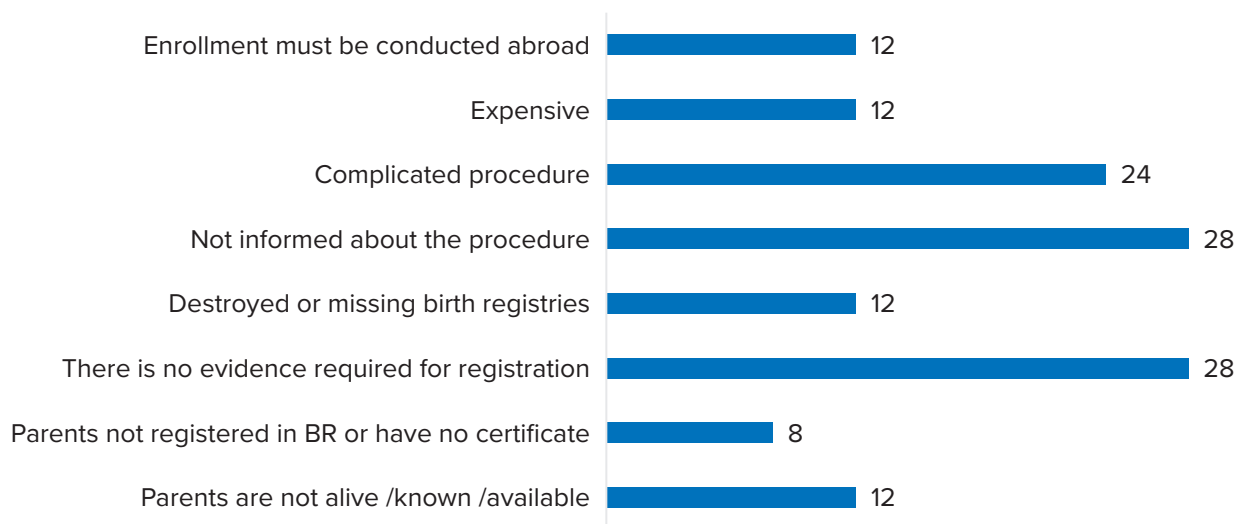 Enrollment must be conducted abroad 12
Expensive 12
Complicated procedure 24
Not informed about the procedure 28
Destroyed or missing birth registries 12
There is no evidence required for registration 28
Parents not registered in BR or have no certificate 8
Parents are not alive /known /available 12